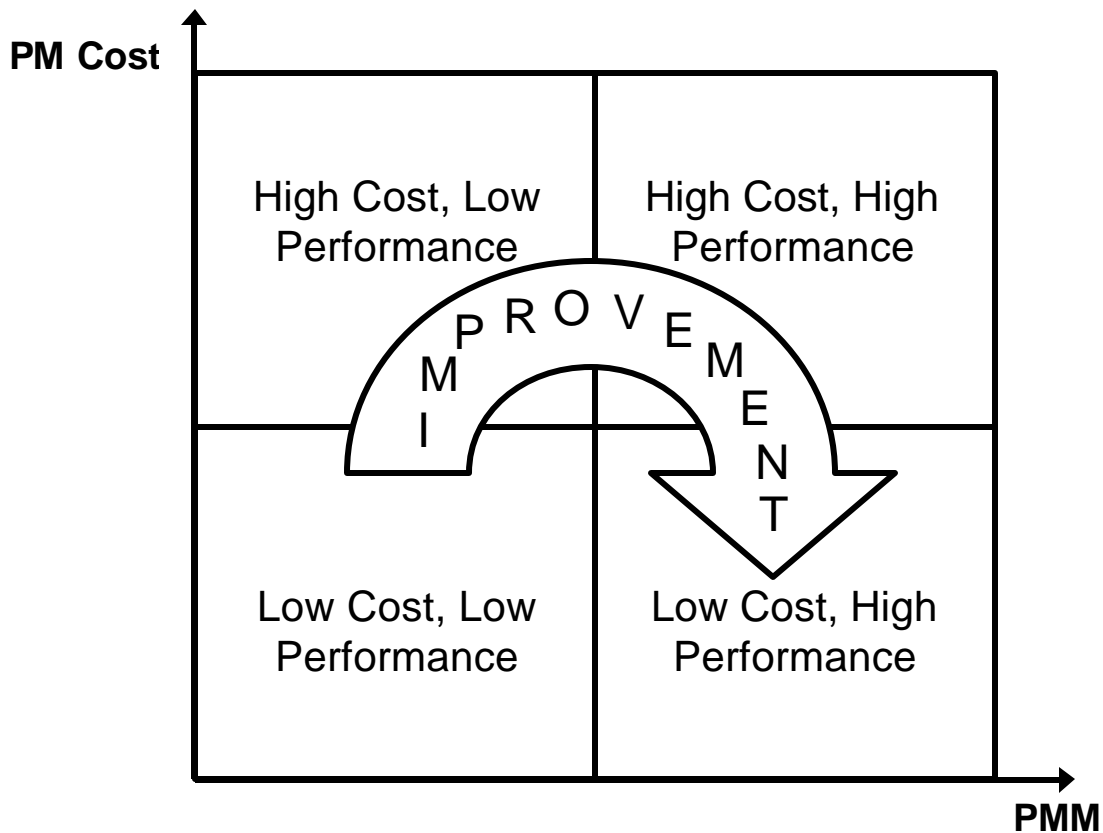 PM Cost
High Cost, Low
Performance
High Cost, High
Performance
IMPROVEMENT
Low Cost, Low
Performance
Low Cost, High
Performance
PMM